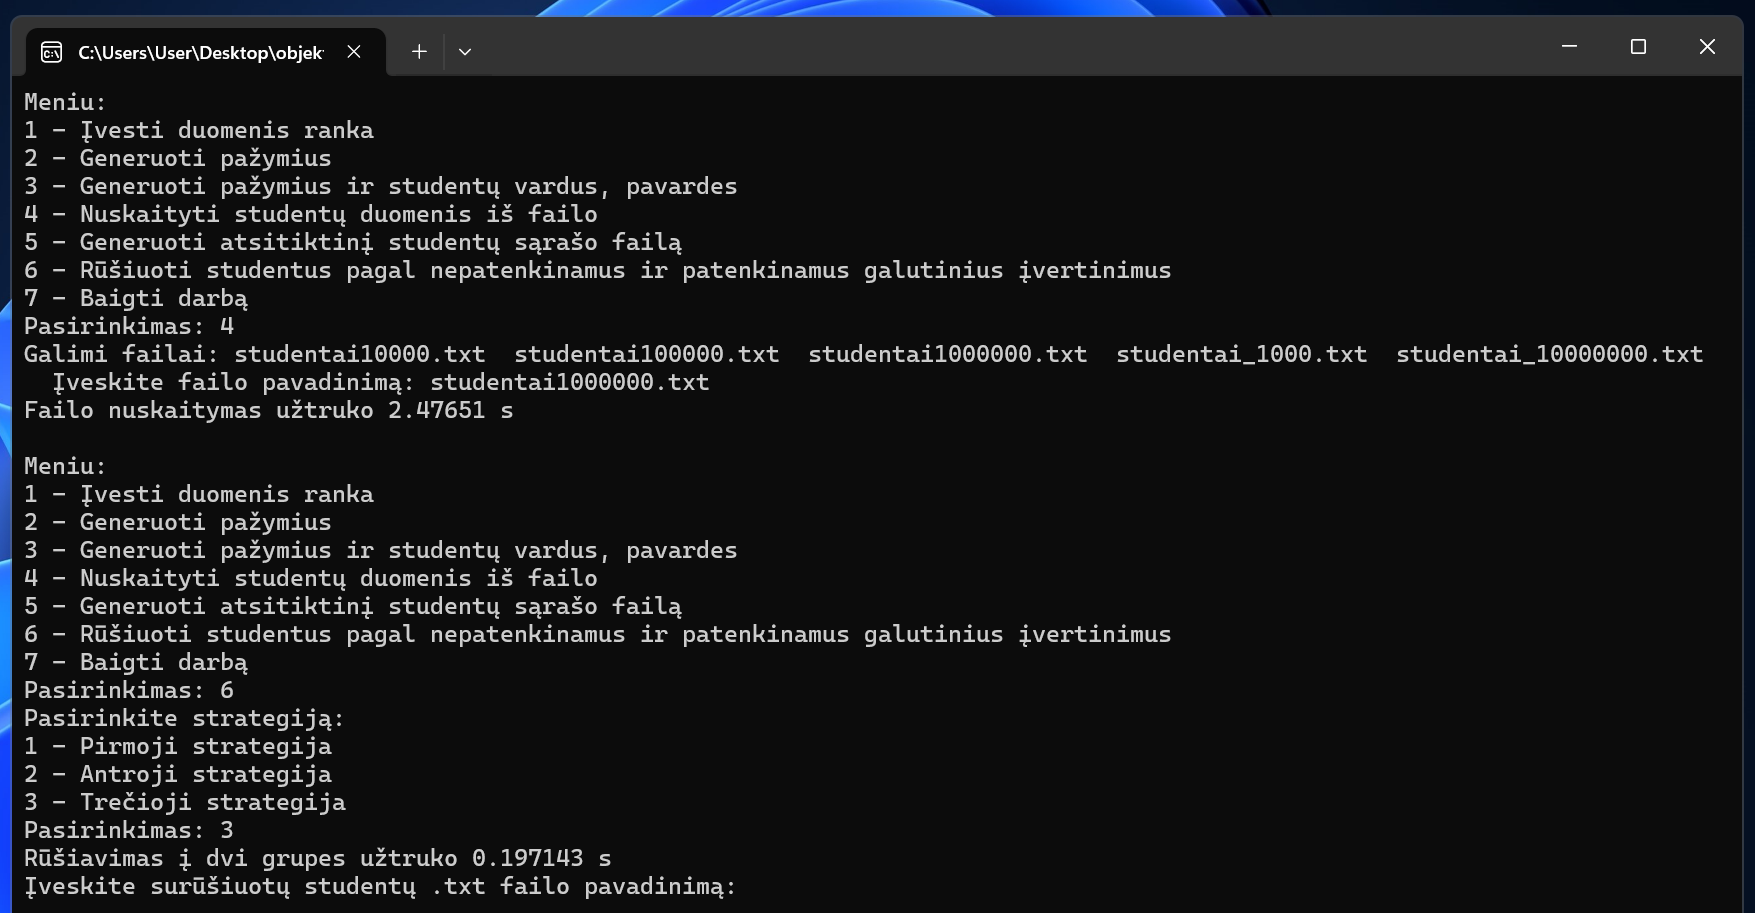 C:\Users\User\Desktop\objek
Meniu:
1 - Įvesti duomenis ranka
2 - Generuoti pažymius
3 - Generuoti pažymius ir studentų vardus, pavardes
4 - Nuskaityti studentų duomenis iš failo
5 - Generuoti atsitiktinį studentų sąrašo failą
6 - Rūšiuoti studentus pagal nepatenkinamus ir patenkinamus galutinius įvertinimus
7 - Baigti darbą
Pasirinkimas: 4
Galimi failai: studentai10000.txt  studentai100000.txt  studentai1000000.txt  studentai_1000.txt  studentai_10000000.txt
  Įveskite failo pavadinimą: studentai1000000.txt
Failo nuskaitymas užtruko 2.47651 s

Meniu:
1 - Įvesti duomenis ranka
2 - Generuoti pažymius
3 - Generuoti pažymius ir studentų vardus, pavardes
4 - Nuskaityti studentų duomenis iš failo
5 - Generuoti atsitiktinį studentų sąrašo failą
6 - Rūšiuoti studentus pagal nepatenkinamus ir patenkinamus galutinius įvertinimus
7 - Baigti darbą
Pasirinkimas: 6
Pasirinkite strategiją:
1 - Pirmoji strategija
2 - Antroji strategija
3 - Trečioji strategija
Pasirinkimas: 3
Rūšiavimas į dvi grupes užtruko 0.197143 s
Įveskite surūšiuotų studentų .txt failo pavadinimą: